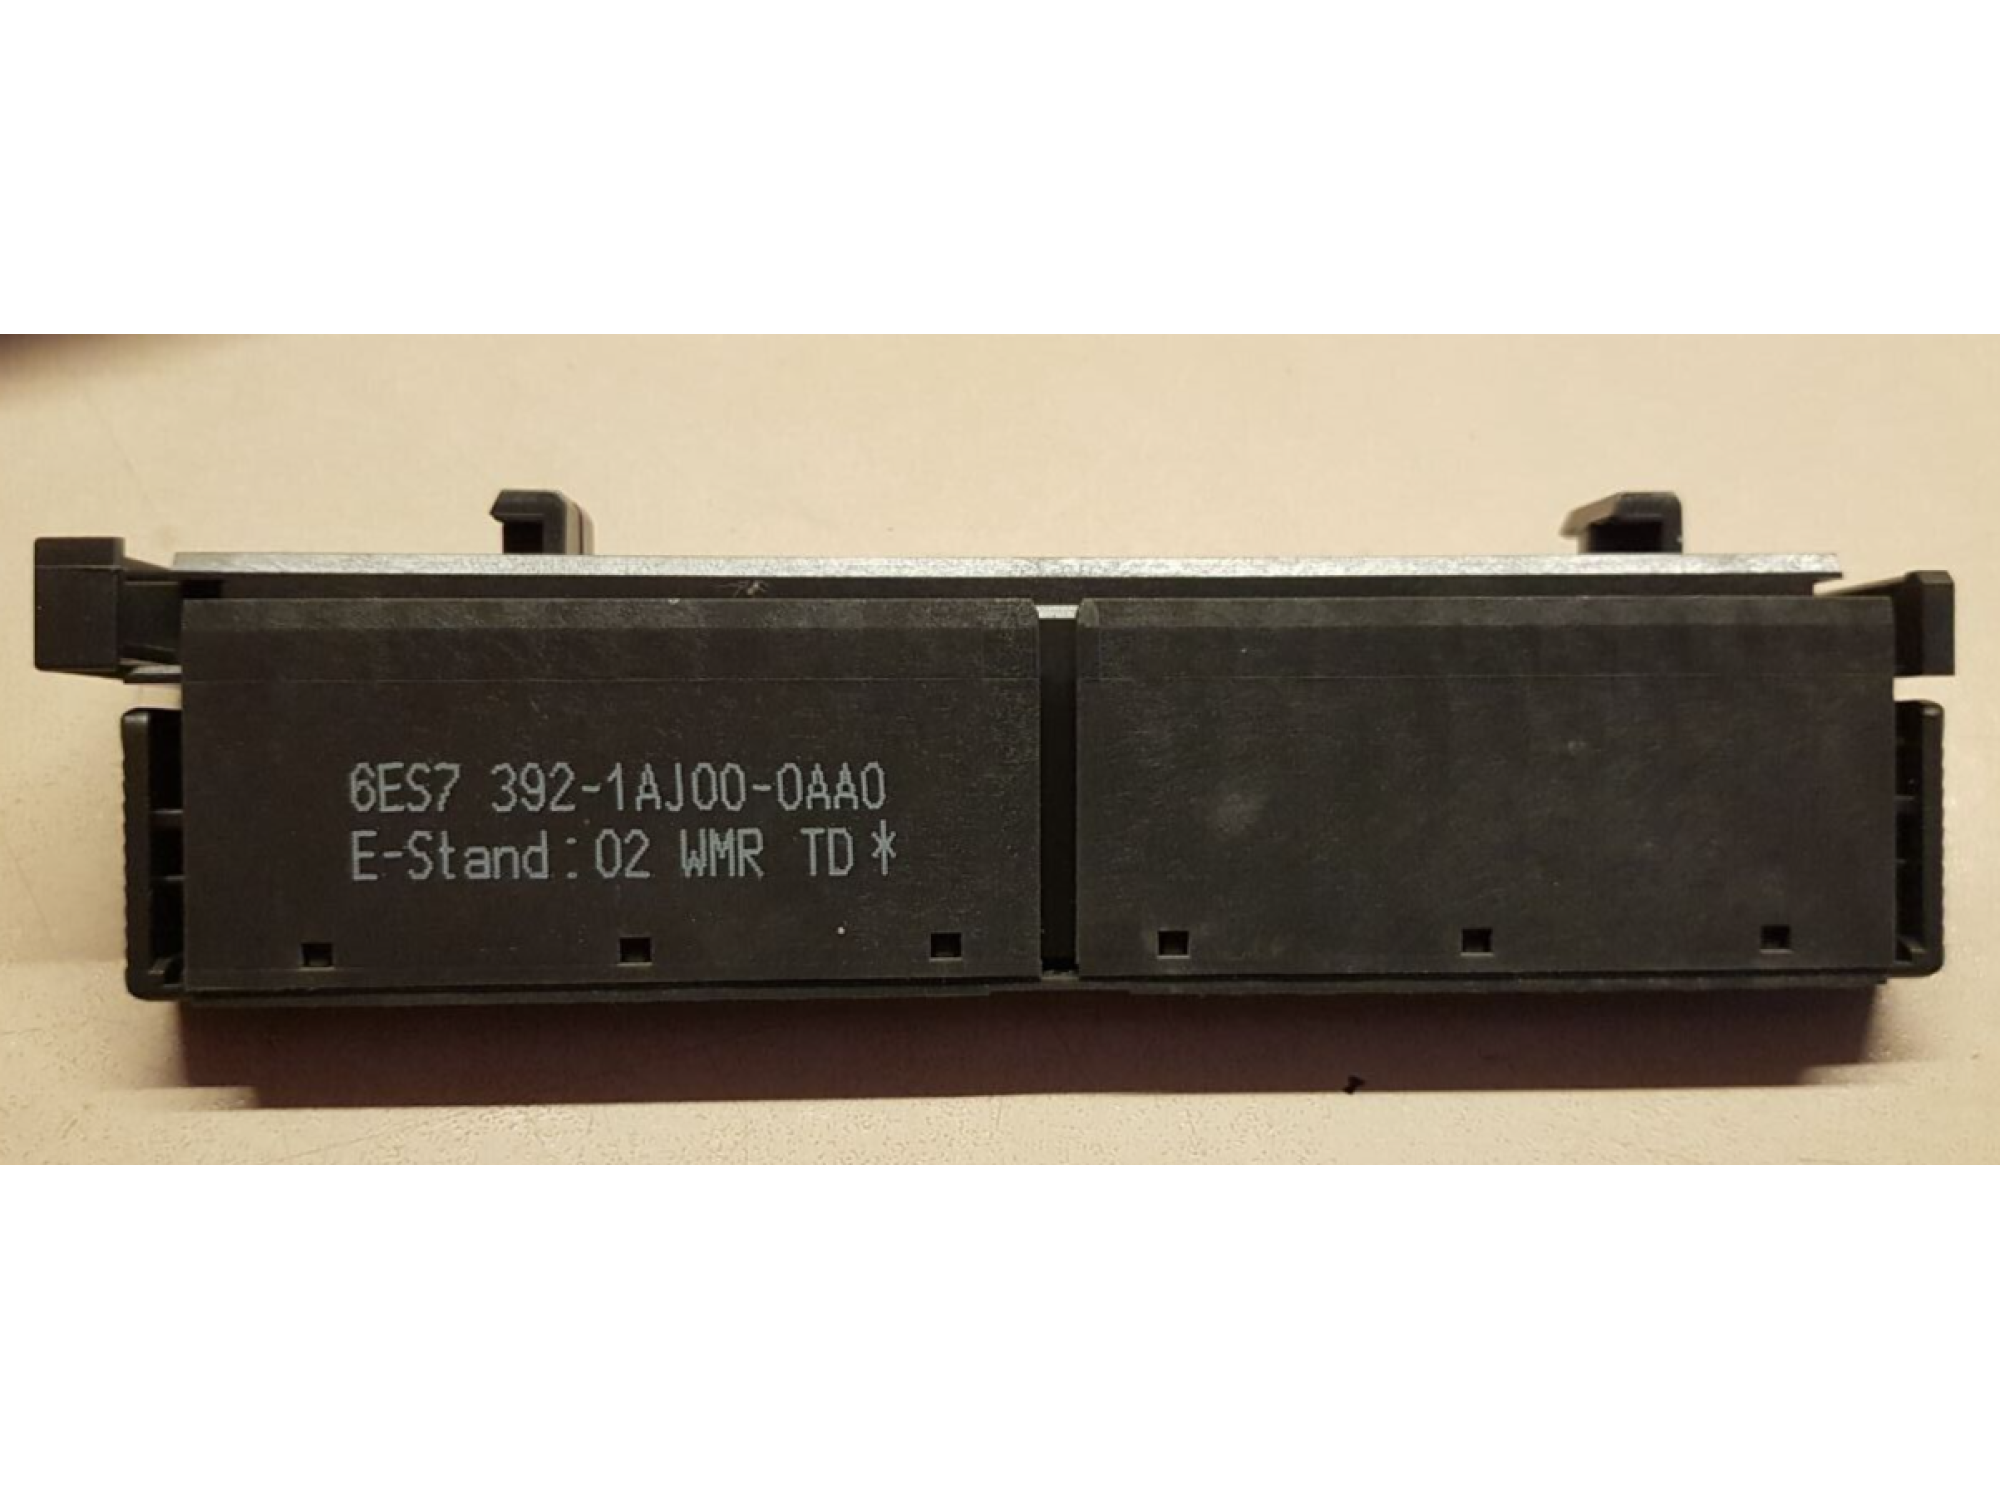 6ES7 392-1AJ00-0AA0
E-Stand:02 WMR TD*